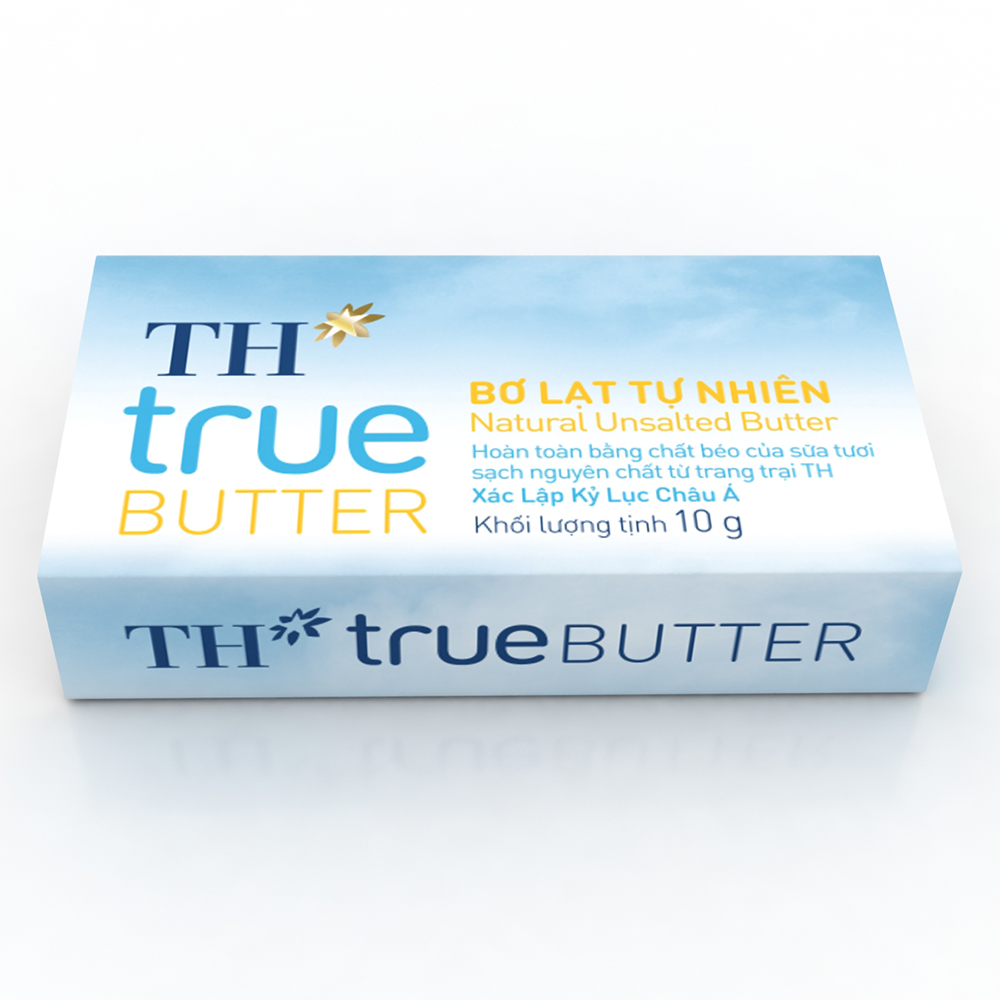 TH
true
BUTTER
BƠ LẠT TỰ NHIÊN
Natural Unsalted Butter
Hoàn toàn bằng chất béo của sữa tươi
sạch nguyên chất từ trang trại TH
Xác Lập Kỷ Lục Châu Á
Khối lượng tịnh 10 g
TH true BUTTER